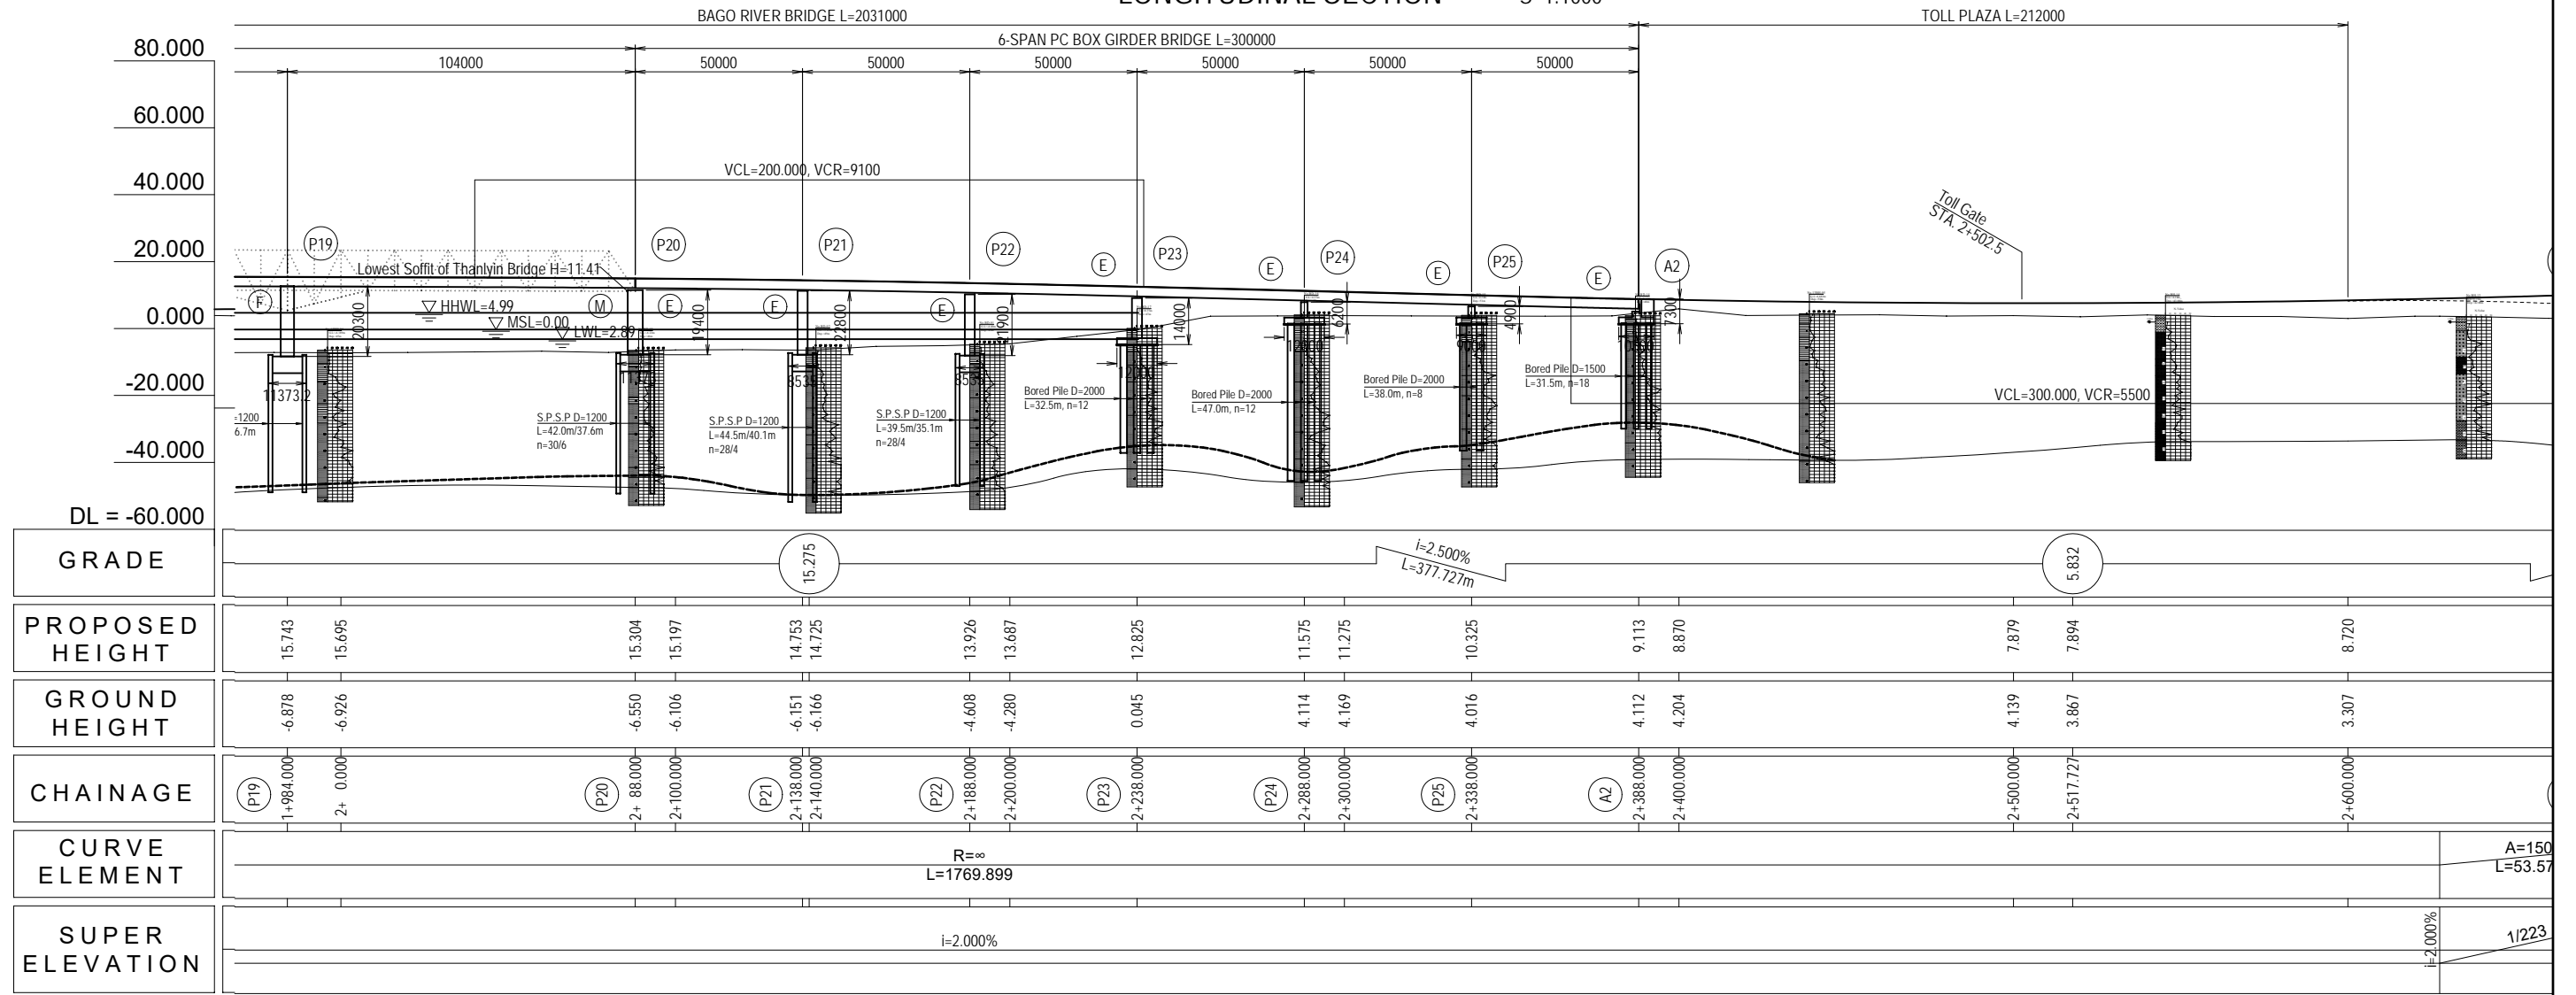 LONGITUDINAL SECTION
BAGO RIVER BRIDGE L=2031000
TOLL PLAZA L=212000
6-SPAN PC BOX GIRDER BRIDGE L=300000
104000 50000 50000 50000 50000 50000 50000
80.000
60.000
40.000
20.000
0.000
-20.000
-40.000
DL = -60.000
VCL=200.000, VCR=9100
Toll Gate
STA. 2+502.5
P19 P20 P21 P22 P23 P24 P25 A2
Lowest Soffit of Thanlyin Bridge H=11.41
F M E E E E E E E
HHWL=4.99
MSL=0.00
LWL=2.89
20300 19400 22800 21900 14000 6200 4900 7300
11373.2
=1200
6.7m
S.P.S.P D=1200
L=42.0m/37.6m
n=30/6
S.P.S.P D=1200
L=44.5m/40.1m
n=28/4
S.P.S.P D=1200
L=39.5m/35.1m
n=28/4
Bored Pile D=2000
L=32.5m, n=12
Bored Pile D=2000
L=47.0m, n=12
Bored Pile D=2000
L=38.0m, n=8
Bored Pile D=1500
L=31.5m, n=18
VCL=300.000, VCR=5500
GRADE
15.275
i=2.500%
L=377.727m
5.832
PROPOSED
HEIGHT
15.743 15.695 15.304 15.197 14.753 14.725 13.926 13.687 12.825 11.575 11.275 10.325 9.113 8.870 7.879 7.894 8.720
GROUND
HEIGHT
-6.878 -6.926 -6.550 -6.106 -6.151 -6.166 -4.608 -4.280 0.045 4.114 4.169 4.016 4.112 4.204 4.139 3.867 3.307
CHAINAGE
P19 1+984.000 2+ 0.000 P20 2+ 88.000 2+100.000 P21 2+138.000 2+140.000 P22 2+188.000 2+200.000 P23 2+238.000 P24 2+288.000 2+300.000 P25 2+338.000 A2 2+388.000 2+400.000 2+500.000 2+517.727 2+600.000
CURVE
ELEMENT
R=∞
L=1769.899
A=150
L=53.57
SUPER
ELEVATION
i=2.000%
i=2.000%
1/223